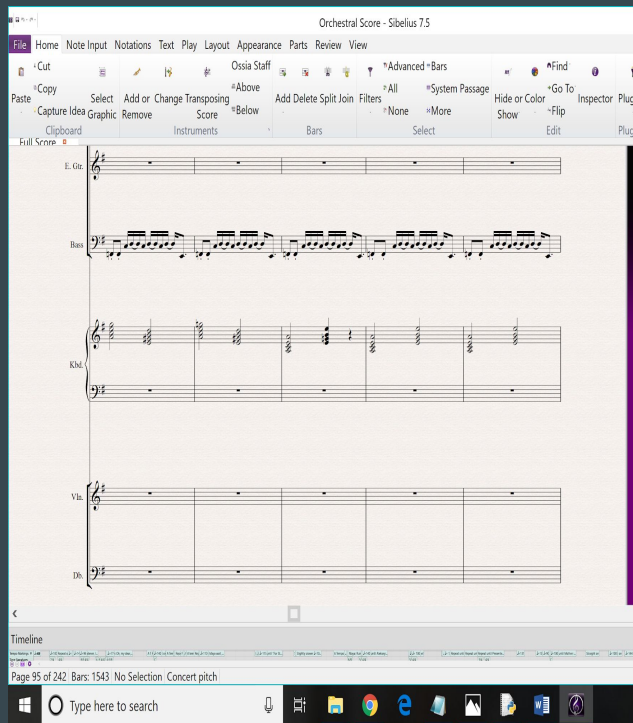 Orchestral Score - Sibelius 7.5
File Home Note Input Notations Text Play Layout Appearance Parts Review View
Cut
Copy
Capture Idea
Paste
Select Graphic
Clipboard
Add or Remove
Change
Transposing Score
Ossia Staff
Above
Below
Instruments
Add Delete Split Join
Bars
Filters
Advanced
All
None
Bars
System Passage
More
Select
Hide or Show
Color
Find
Go To
Flip
Edit
Inspector
Plug
Plug
Full Score
E. Gtr.
Bass
Kbd.
Vln.
Db.
Timeline
Page 95 of 242 Bars: 1543 No Selection Concert pitch
Type here to search